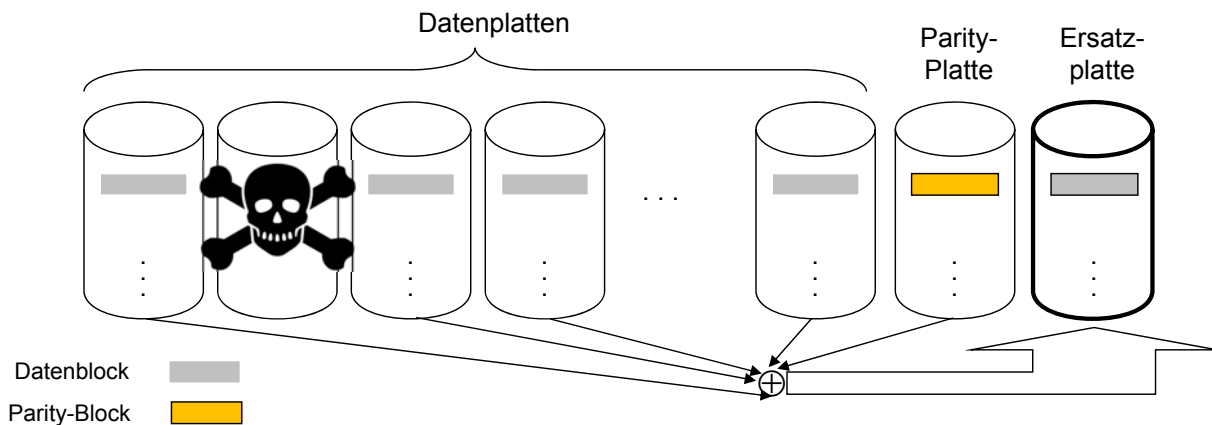 Datenplatten
Parity-
Platte
Ersatz-
platte
. . .
Datenblock
Parity-Block